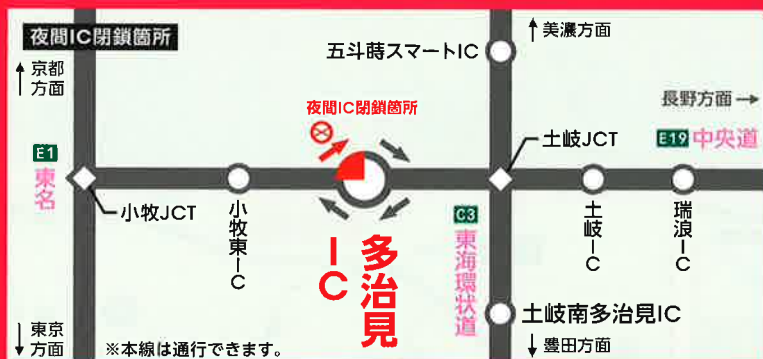 夜間IC閉鎖箇所
↑京都
方面
五斗蒔スマートIC
↑美濃方面
夜間IC閉鎖箇所
長野方面→
E1
東名
土岐JCT
E19 中央道
小牧JCT
小牧東IC
多治見
IC
C3
東海環状道
土岐IC
瑞浪IC
土岐南多治見IC
↓東京
方面
※本線は通行できます。
↓豊田方面